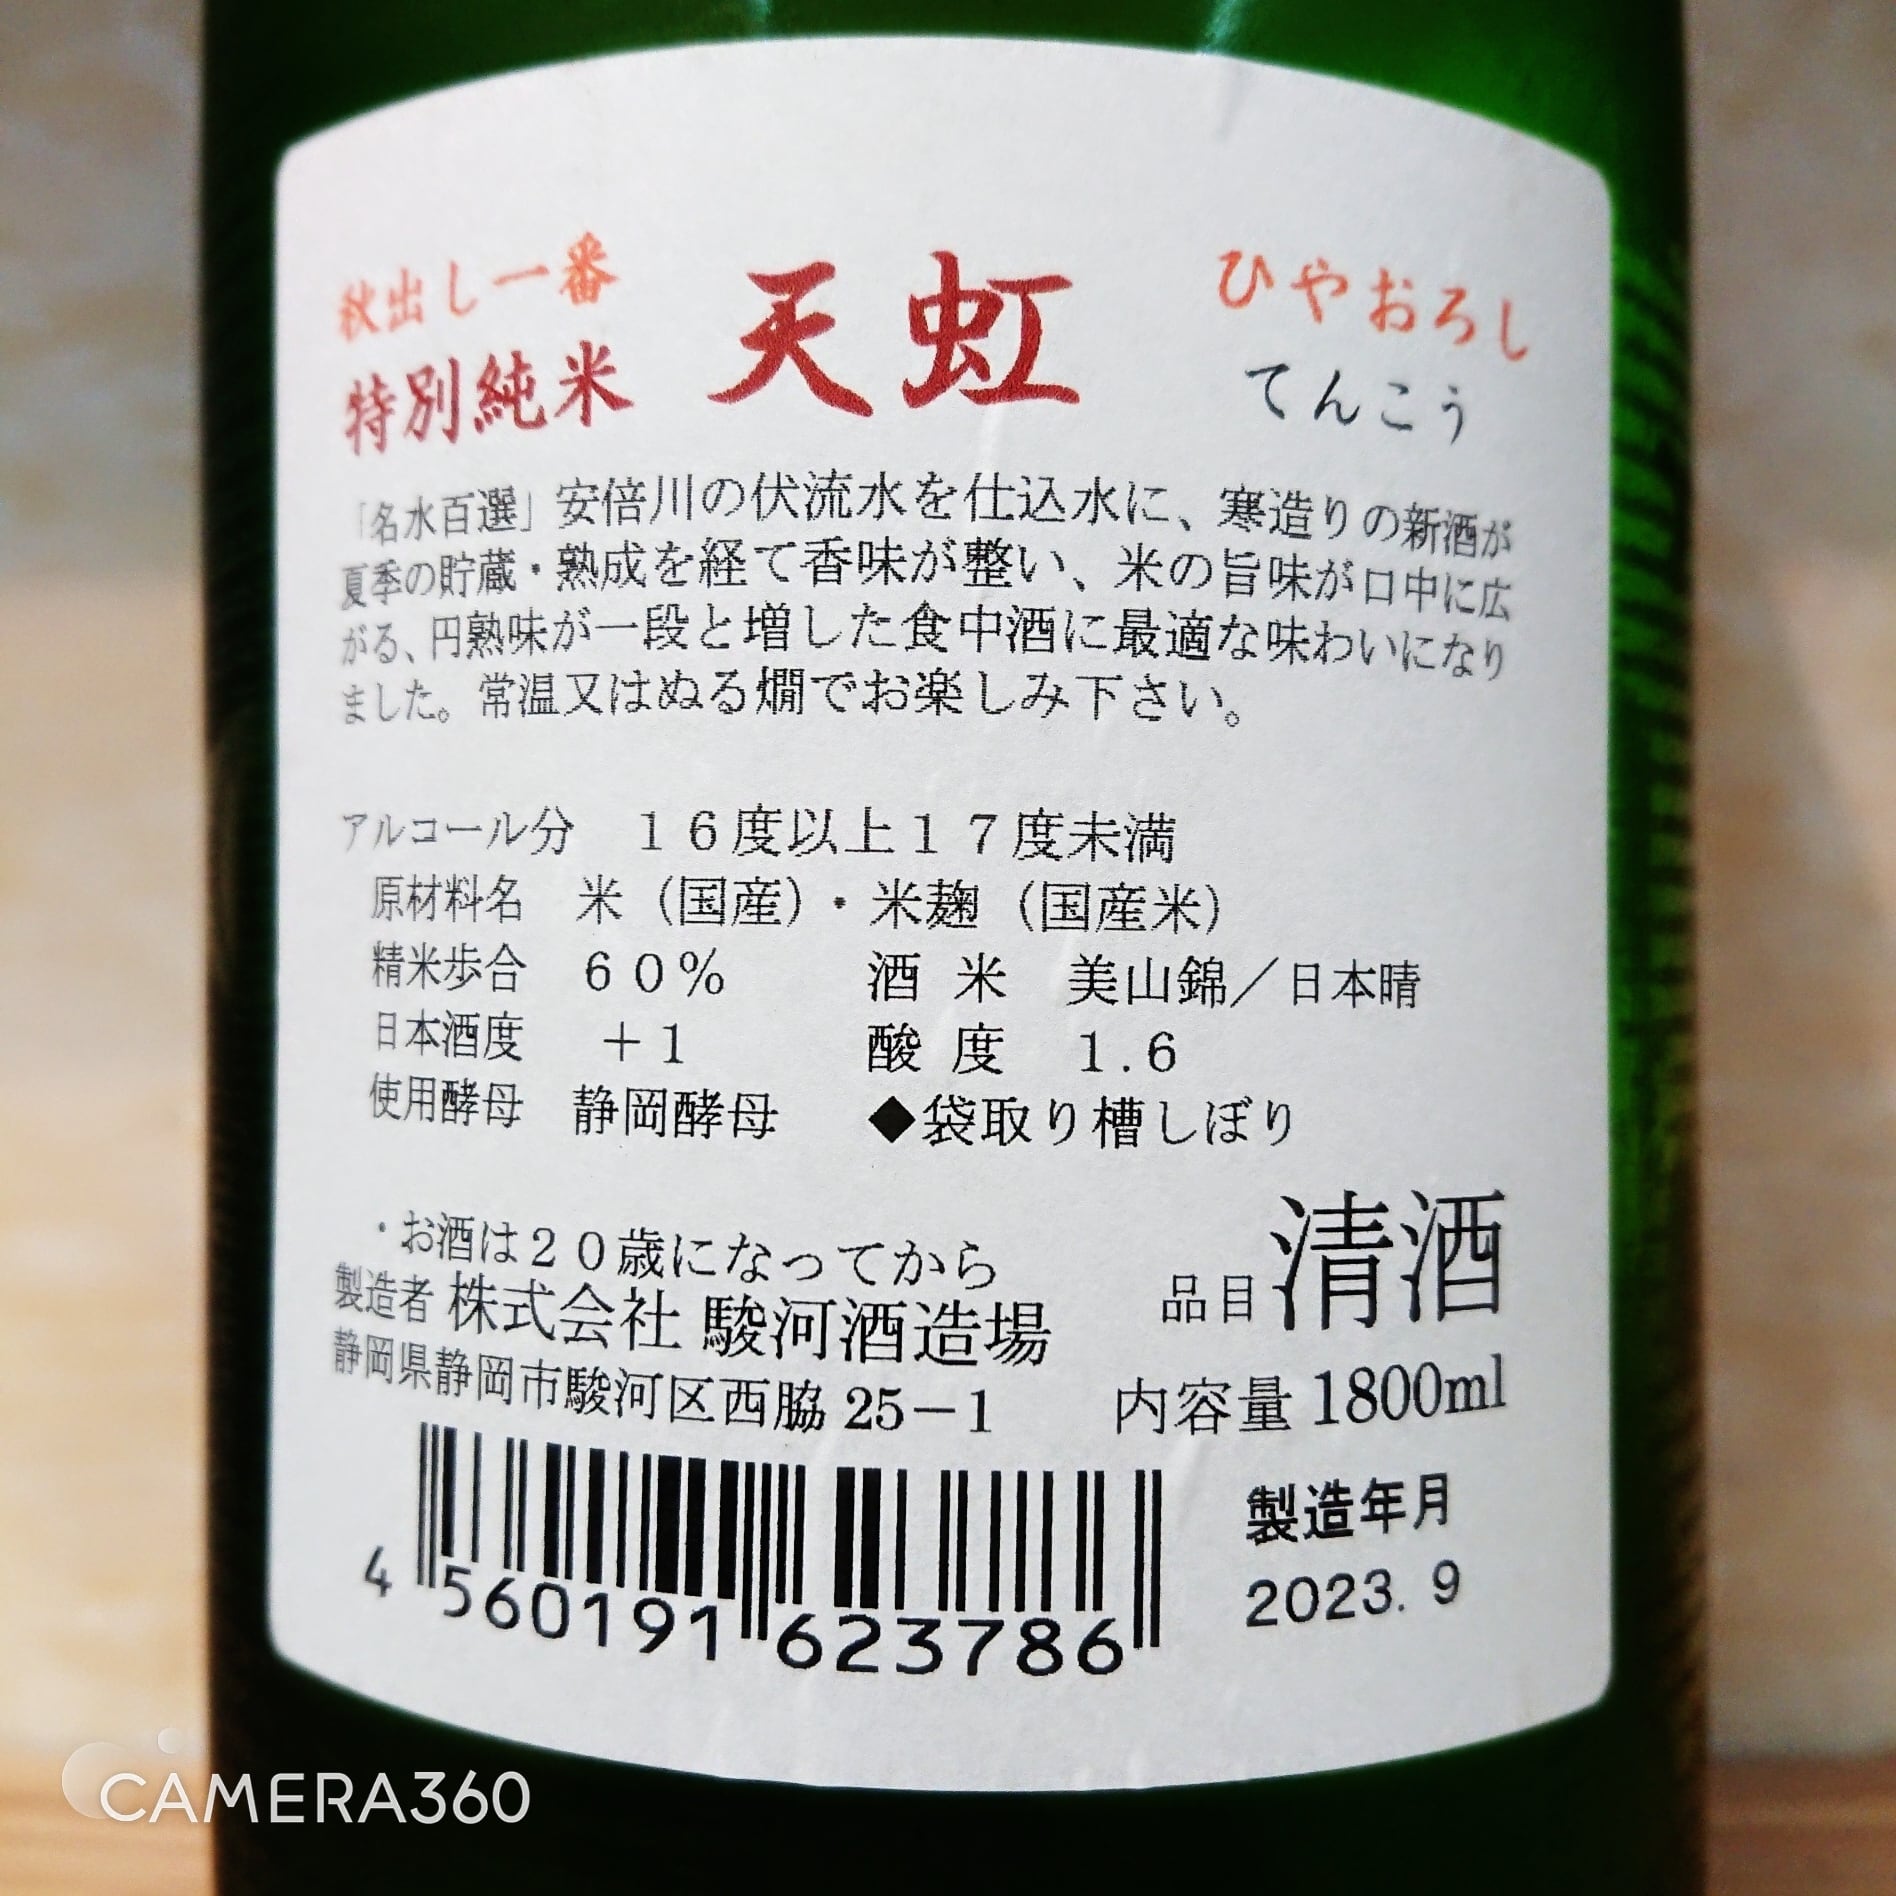 秋出し一番
特別純米
天虹
ひやおろし
てんこう
「名水百選」安倍川の伏流水を仕込水に、寒造りの新酒が
夏季の貯蔵・熟成を経て香味が整い、米の旨味が口中に広
がる、円熟味が一段と増した食中酒に最適な味わいになり
ました。常温又はぬる燗でお楽しみ下さい。
アルコール分 16度以上17度未満
原材料名 米(国産)・米麹(国産米)
精米歩合 60% 酒米 美山錦/日本晴
日本酒度 +1 酸度 1.6
使用酵母 静岡酵母 ◆袋取り槽しぼり
・お酒は20歳になってから
製造者 株式会社 駿河酒造場
静岡県静岡市駿河区西脇25-1
品目 清酒
内容量 1800ml
製造年月
2023. 9
4 560191 623786
CAMERA360